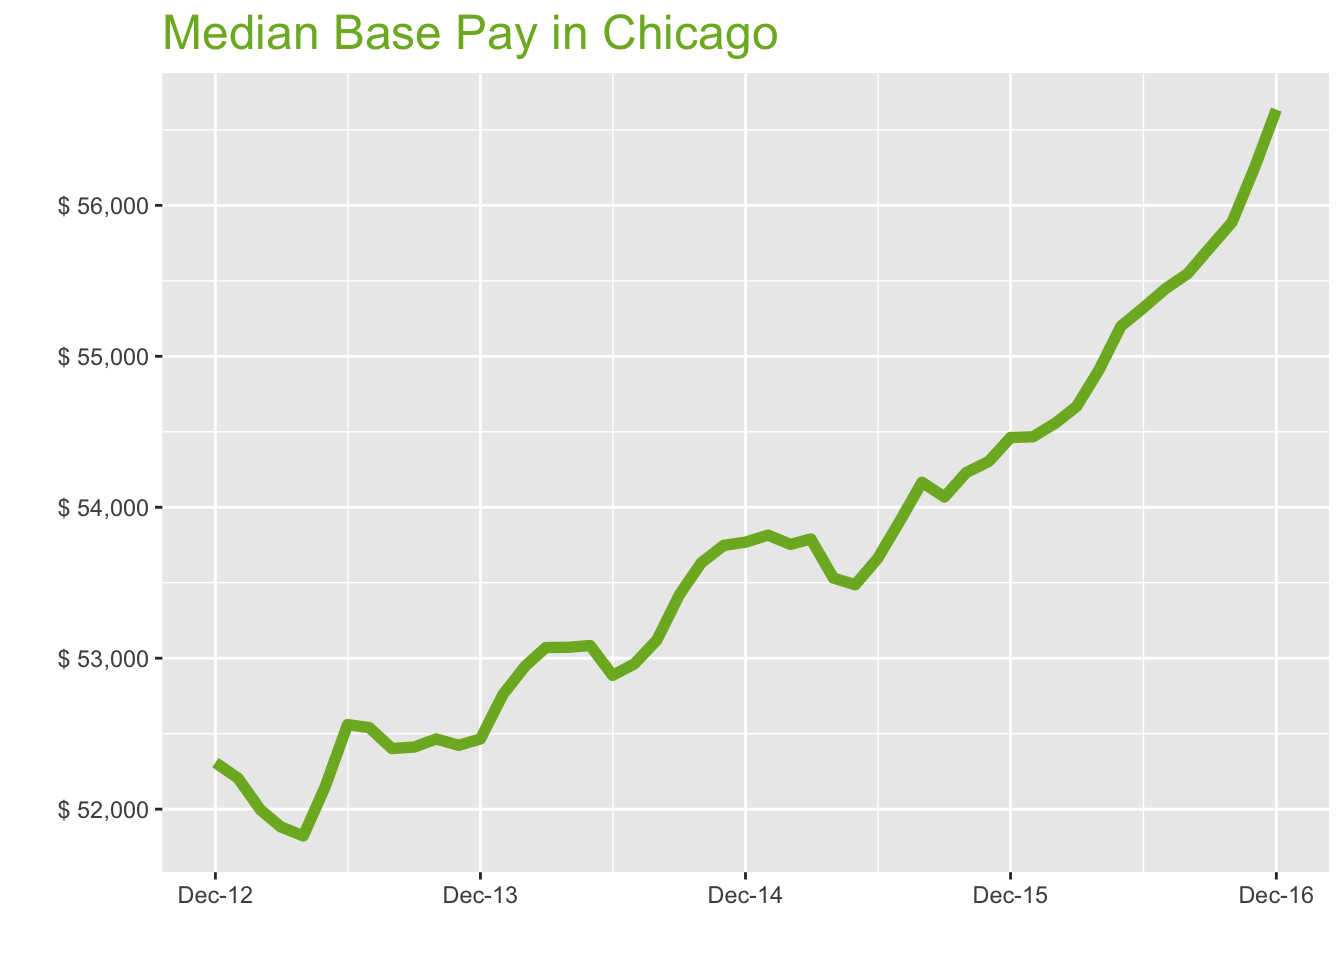 Median Base Pay in Chicago
$ 56,000
$ 55,000
$ 54,000
$ 53,000
$ 52,000
Dec-12 Dec-13 Dec-14 Dec-15 Dec-16